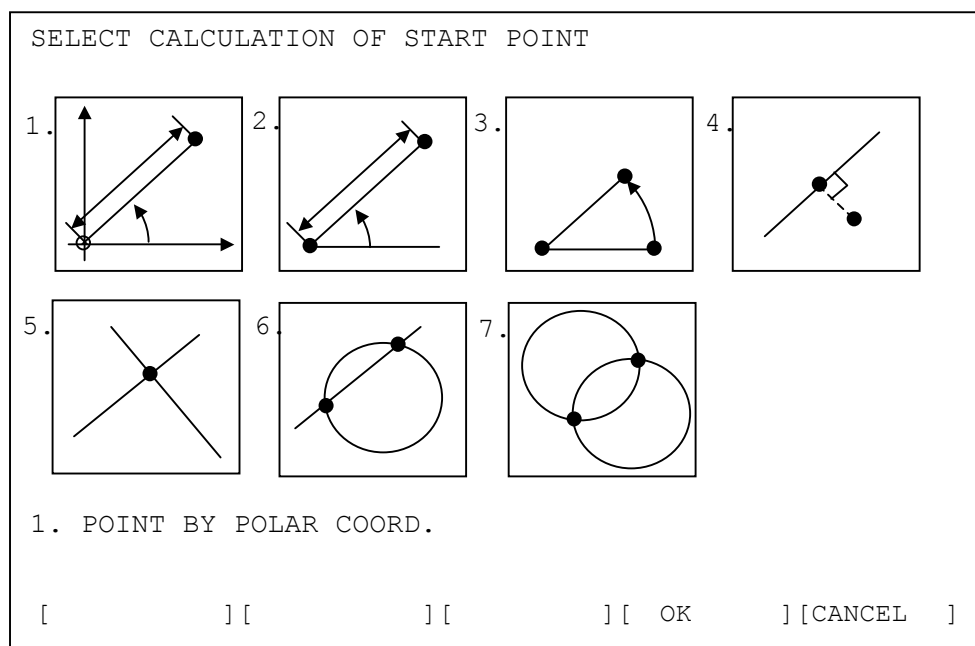 SELECT CALCULATION OF START POINT
1. 2. 3. 4.
5. 6. 7.
1. POINT BY POLAR COORD.
[ ][ ][ ][ OK ][CANCEL ]